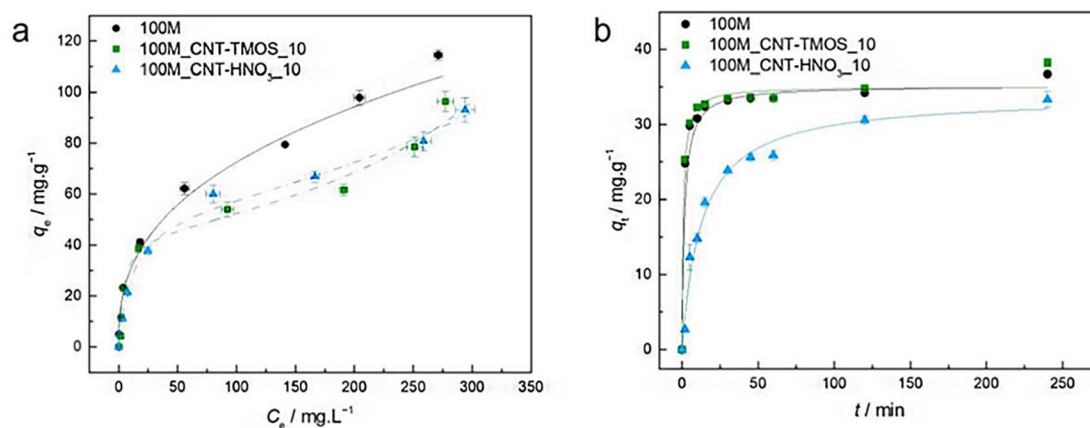 a
100M
100M_CNT-TMOS_10
100M_CNT-HNO₃_10
120
100
80
60
40
20
0
qₑ / mg.g⁻¹
0 50 100 150 200 250 300 350
Cₑ / mg.L⁻¹
b
100M
100M_CNT-TMOS_10
100M_CNT-HNO₃_10
40
30
20
10
0
qₜ / mg.g⁻¹
0 50 100 150 200 250
t / min